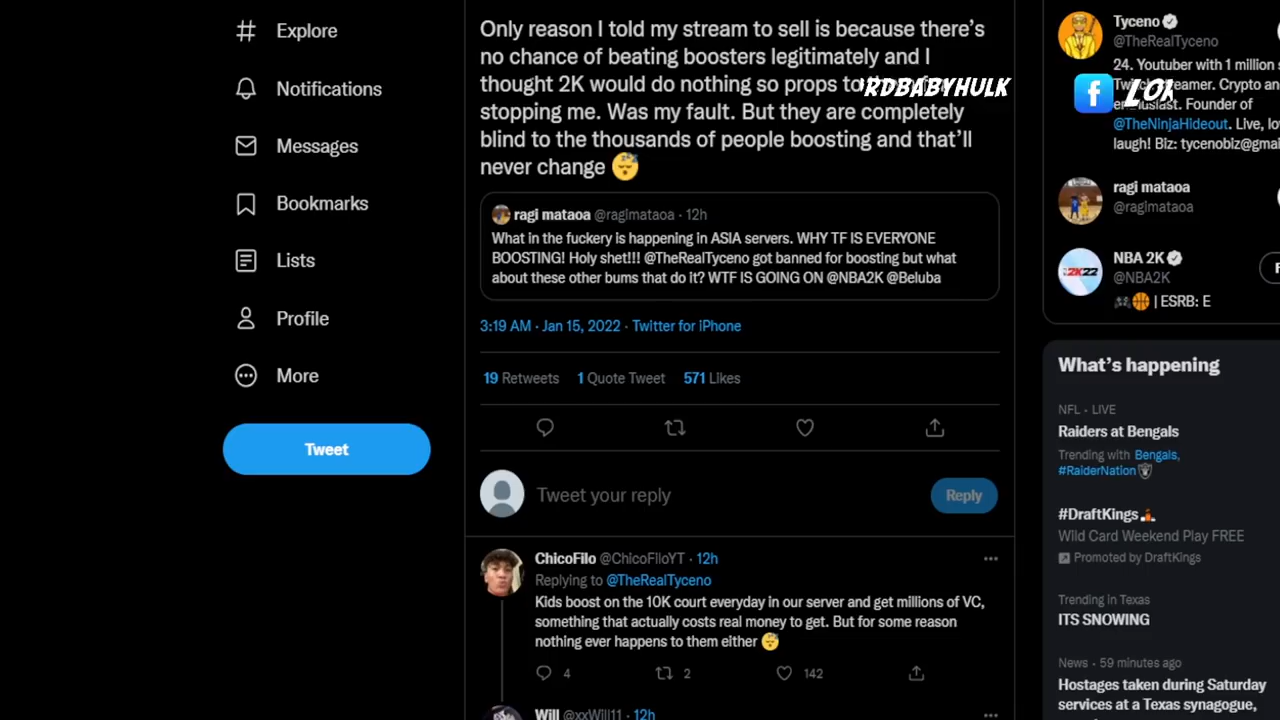 Explore
Notifications
Messages
Bookmarks
Lists
Profile
More
Tweet
Only reason I told my stream to sell is because there's
no chance of beating boosters legitimately and I
thought 2K would do nothing so props to
stopping me. Was my fault. But they are completely
blind to the thousands of people boosting and that'll
never change 😴
ragi mataoa @ragimataoa · 12h
What in the fuckery is happening in ASIA servers. WHY TF IS EVERYONE
BOOSTING! Holy shet!!! @TheRealTyceno got banned for boosting but what
about these other bums that do it? WTF IS GOING ON @NBA2K @Beluba
3:19 AM · Jan 15, 2022 · Twitter for iPhone
19 Retweets 1 Quote Tweet 571 Likes
Tweet your reply
Reply
ChicoFilo @ChicoFiloYT · 12h
Replying to @TheRealTyceno
Kids boost on the 10K court everyday in our server and get millions of VC,
something that actually costs real money to get. But for some reason
nothing ever happens to them either 😴
4 2 142
Will @xxWill11 · 12h
RDBABYHULK
Tyceno
@TheRealTyceno
24. Youtuber with 1 million
Founder of
@TheNinjaHideout. Live,
laugh! Biz: tycenobiz@gmai
ragi mataoa
@ragimataoa
NBA 2K
@NBA2K
🎮🏀 | ESRB: E
What's happening
NFL · LIVE
Raiders at Bengals
Trending with Bengals,
#RaiderNation
#DraftKings
Wild Card Weekend Play FREE
Promoted by DraftKings
Trending in Texas
ITS SNOWING
News · 59 minutes ago
Hostages taken during Saturday
services at a Texas synagogue,